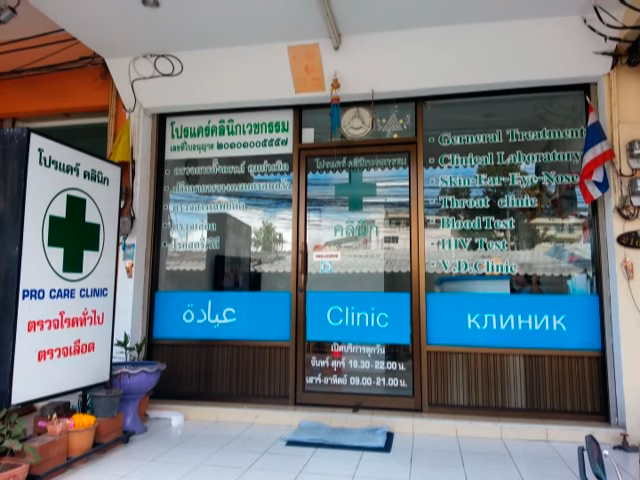 โปรแคร์ คลินิก
PRO CARE CLINIC
ตรวจโรคทั่วไป
ตรวจเลือด
โปรแคร์คลินิกเวชกรรม
เลขที่ใบอนุญาต ๒๐๑๐๑๐๐๕๕๕๗
عيادة
โปรแคร์ คลินิกเวชกรรม
คลินิก
WELCOME
Clinic
เปิดบริการทุกวัน
จันทร์-ศุกร์ 16.30-22.00 น.
เสาร์-อาทิตย์ 09.00-21.00 น.
· Gerneral Treatment
· Clinical Laboratory
· Skin Ear Eye Nose
· Throut clinic
· Blood Test
· HIV Test
· V.D.Clinic
КЛИНИК